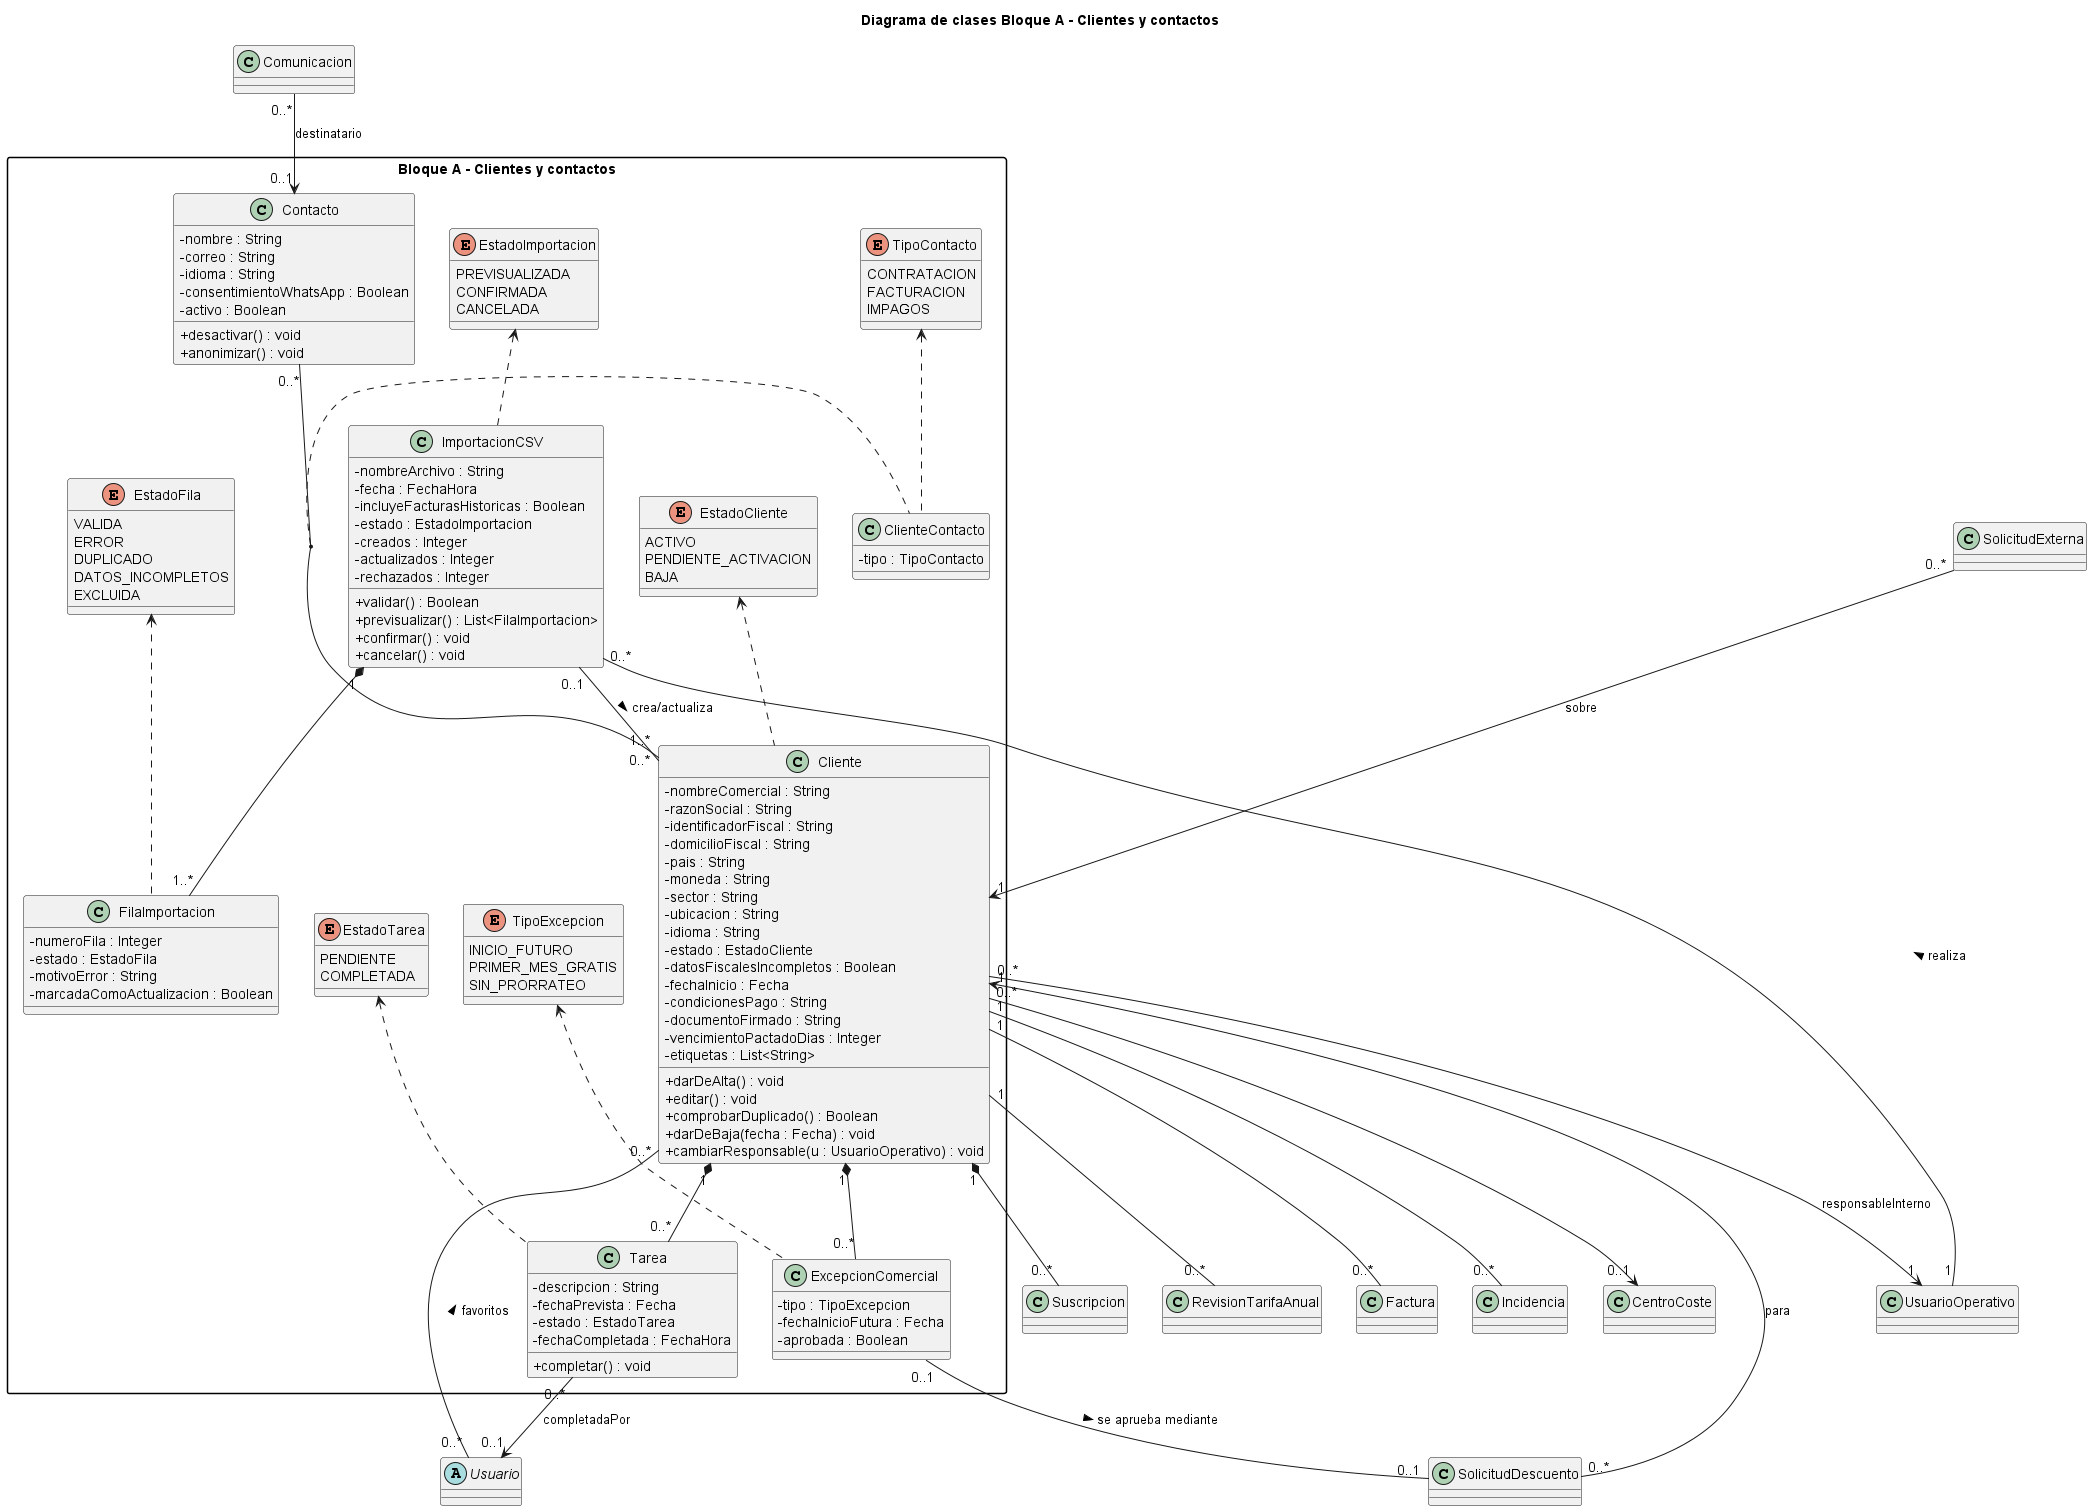 Diagrama de clases Bloque A - Clientes y contactos
C Comunicacion
0..*
destinatario
0..1
Bloque A - Clientes y contactos
C Contacto
-nombre : String
-correo : String
-idioma : String
-consentimientoWhatsApp : Boolean
-activo : Boolean
+desactivar() : void
+anonimizar() : void
0..*
E EstadoImportacion
PREVISUALIZADA
CONFIRMADA
CANCELADA
E TipoContacto
CONTRATACION
FACTURACION
IMPAGOS
C ImportacionCSV
-nombreArchivo : String
-fecha : FechaHora
-incluyeFacturasHistoricas : Boolean
-estado : EstadoImportacion
-creados : Integer
-actualizados : Integer
-rechazados : Integer
+validar() : Boolean
+previsualizar() : List<FilaImportacion>
+confirmar() : void
+cancelar() : void
E EstadoFila
VALIDA
ERROR
DUPLICADO
DATOS_INCOMPLETOS
EXCLUIDA
E EstadoCliente
ACTIVO
PENDIENTE_ACTIVACION
BAJA
C ClienteContacto
-tipo : TipoContacto
C SolicitudExterna
0..*
sobre
1
0..*
1
0..1
crea/actualiza
1..*
0..*
C Cliente
-nombreComercial : String
-razonSocial : String
-identificadorFiscal : String
-domicilioFiscal : String
-pais : String
-moneda : String
-sector : String
-ubicacion : String
-idioma : String
-estado : EstadoCliente
-datosFiscalesIncompletos : Boolean
-fechaInicio : Fecha
-condicionesPago : String
-documentoFirmado : String
-vencimientoPactadoDias : Integer
-etiquetas : List<String>
+darDeAlta() : void
+editar() : void
+comprobarDuplicado() : Boolean
+darDeBaja(fecha : Fecha) : void
+cambiarResponsable(u : UsuarioOperativo) : void
1..*
C FilaImportacion
-numeroFila : Integer
-estado : EstadoFila
-motivoError : String
-marcadaComoActualizacion : Boolean
E EstadoTarea
PENDIENTE
COMPLETADA
E TipoExcepcion
INICIO_FUTURO
PRIMER_MES_GRATIS
SIN_PRORRATEO
realiza
0..*
1
0..*
1
1
1
0..*
1
1
1
responsableInterno
0..*
0..*
0..*
0..*
0..*
0..*
0..1
1
1
C Tarea
-descripcion : String
-fechaPrevista : Fecha
-estado : EstadoTarea
-fechaCompletada : FechaHora
+completar() : void
C ExcepcionComercial
-tipo : TipoExcepcion
-fechaInicioFutura : Fecha
-aprobada : Boolean
C Suscripcion
C RevisionTarifaAnual
C Factura
C Incidencia
C CentroCoste
C UsuarioOperativo
favoritos
para
0..1
0..*
completadaPor
se aprueba mediante
0..*
0..1
0..1
0..*
A Usuario
C SolicitudDescuento